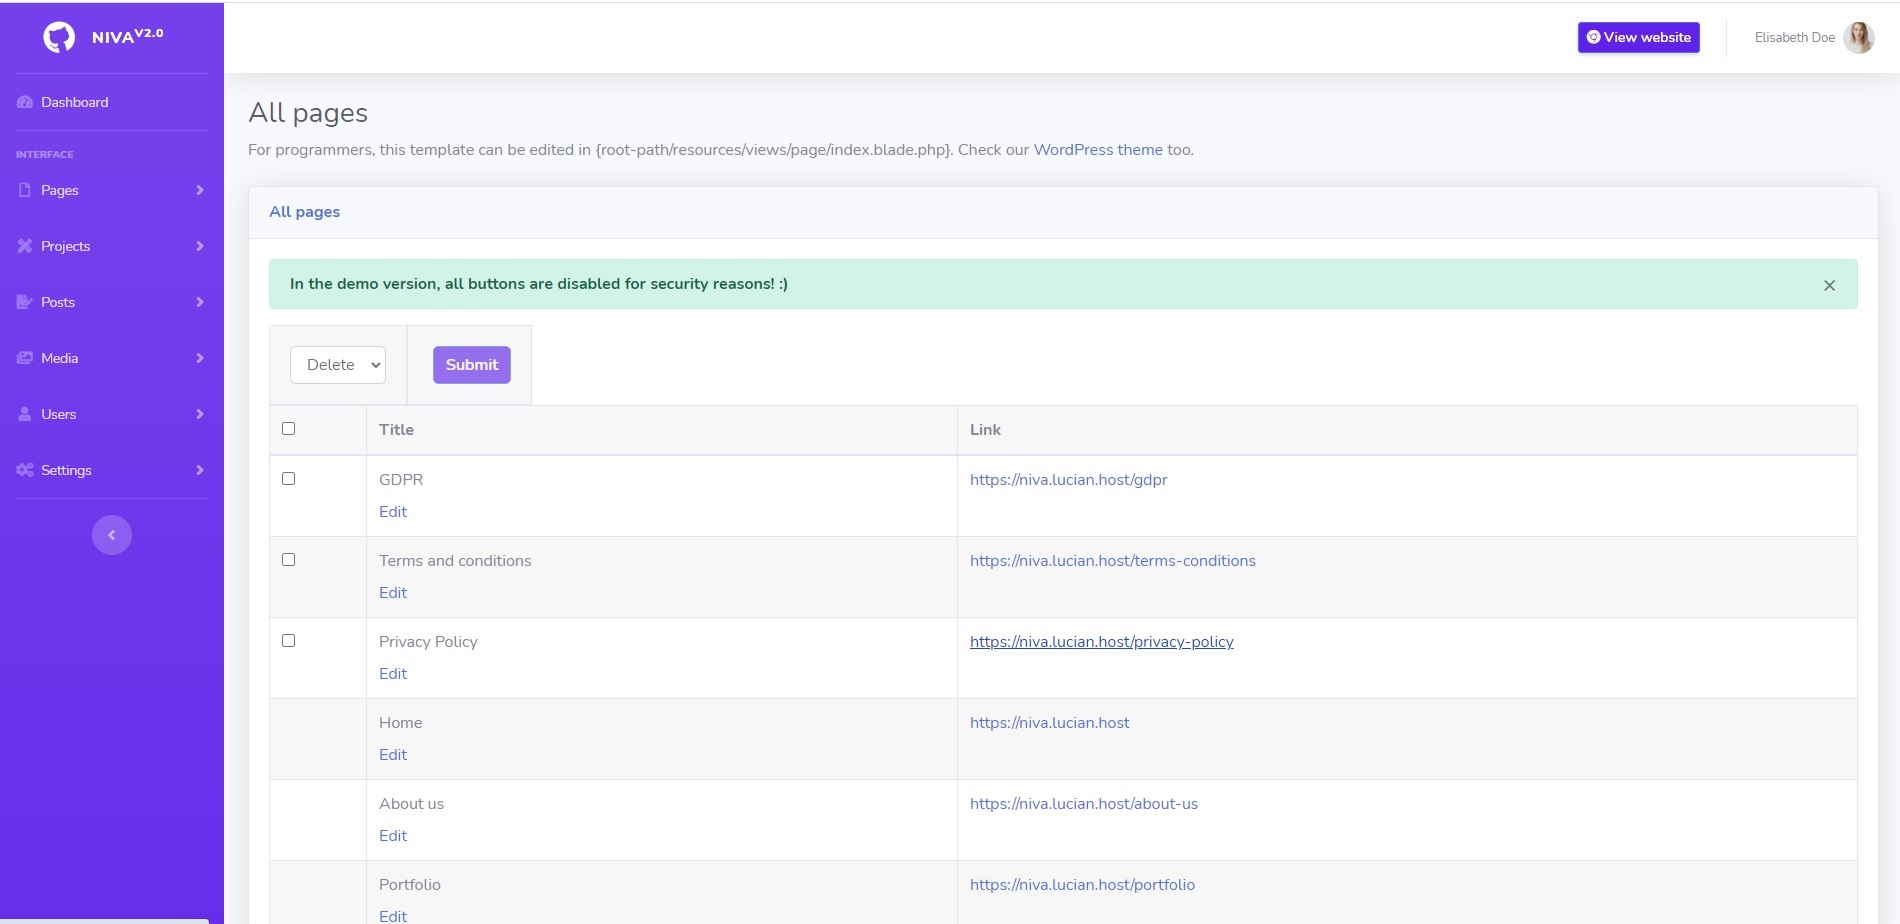 NIVA V2.0
View website
Elisabeth Doe
Dashboard
INTERFACE
Pages
Projects
Posts
Media
Users
Settings
All pages
For programmers, this template can be edited in {root-path/resources/views/page/index.blade.php}. Check our WordPress theme too.
All pages
In the demo version, all buttons are disabled for security reasons! :)
×
Delete
Submit
Title Link
GDPR https://niva.lucian.host/gdpr
Edit
Terms and conditions https://niva.lucian.host/terms-conditions
Edit
Privacy Policy https://niva.lucian.host/privacy-policy
Edit
Home https://niva.lucian.host
Edit
About us https://niva.lucian.host/about-us
Edit
Portfolio https://niva.lucian.host/portfolio
Edit